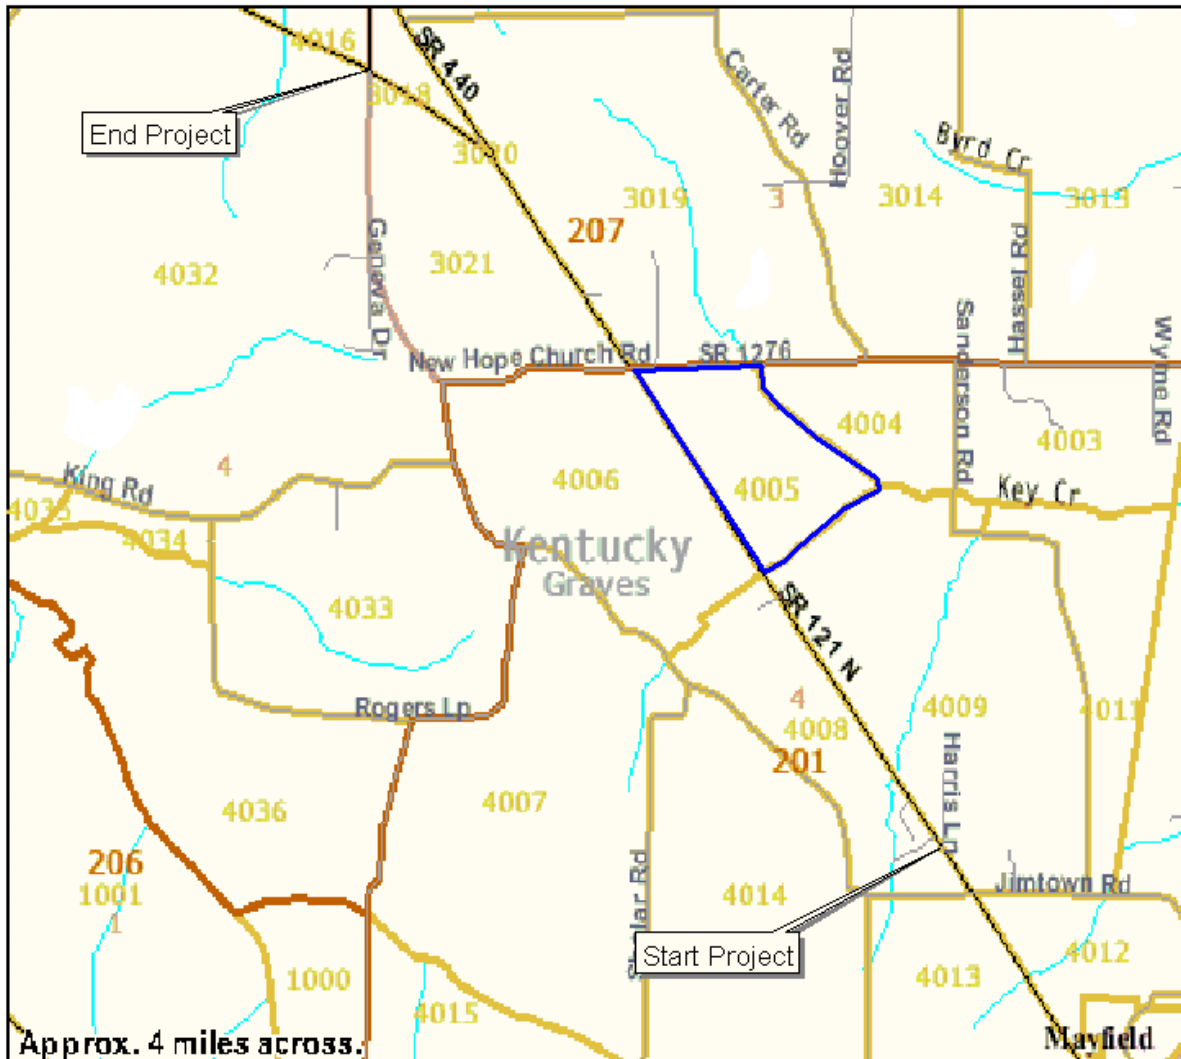 4016
SR 440
3018
End Project
3020
Carter Rd
Hoover Rd
Byrd Cr
3019
3
3014
3013
207
Geneva Dr
4032
3021
Hassel Rd
Sanderson Rd
Wyme Rd
New Hope Church Rd
SR 1276
4004
4003
4
King Rd
4006
4005
Key Cr
4035
4034
Kentucky
Graves
4033
SR 121 N
4
4008
4009
4011
Rogers Lp
201
Harris Ln
4036
4007
206
1001
1
4014
Jimtown Rd
Start Project
4012
4013
1000
4015
Mayfield
Approx. 4 miles across.